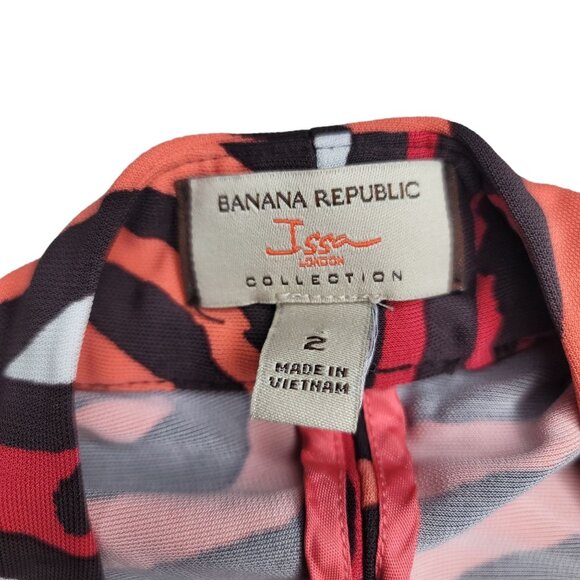 BANANA REPUBLIC
Issa
LONDON
COLLECTION
2
MADE IN
VIETNAM